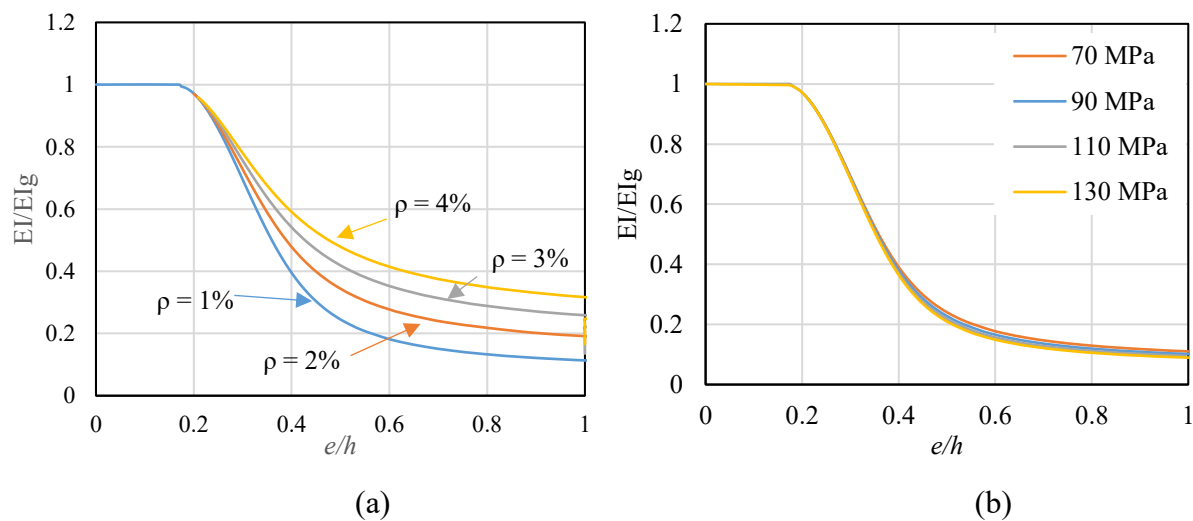 1.2
1
0.8
0.6
0.4
0.2
0
EI/EIg
0 0.2 0.4 0.6 0.8 1
e/h
ρ = 4%
ρ = 3%
ρ = 1%
ρ = 2%
(a)
1.2
1
0.8
0.6
0.4
0.2
0
EI/EIg
0 0.2 0.4 0.6 0.8 1
e/h
70 MPa
90 MPa
110 MPa
130 MPa
(b)